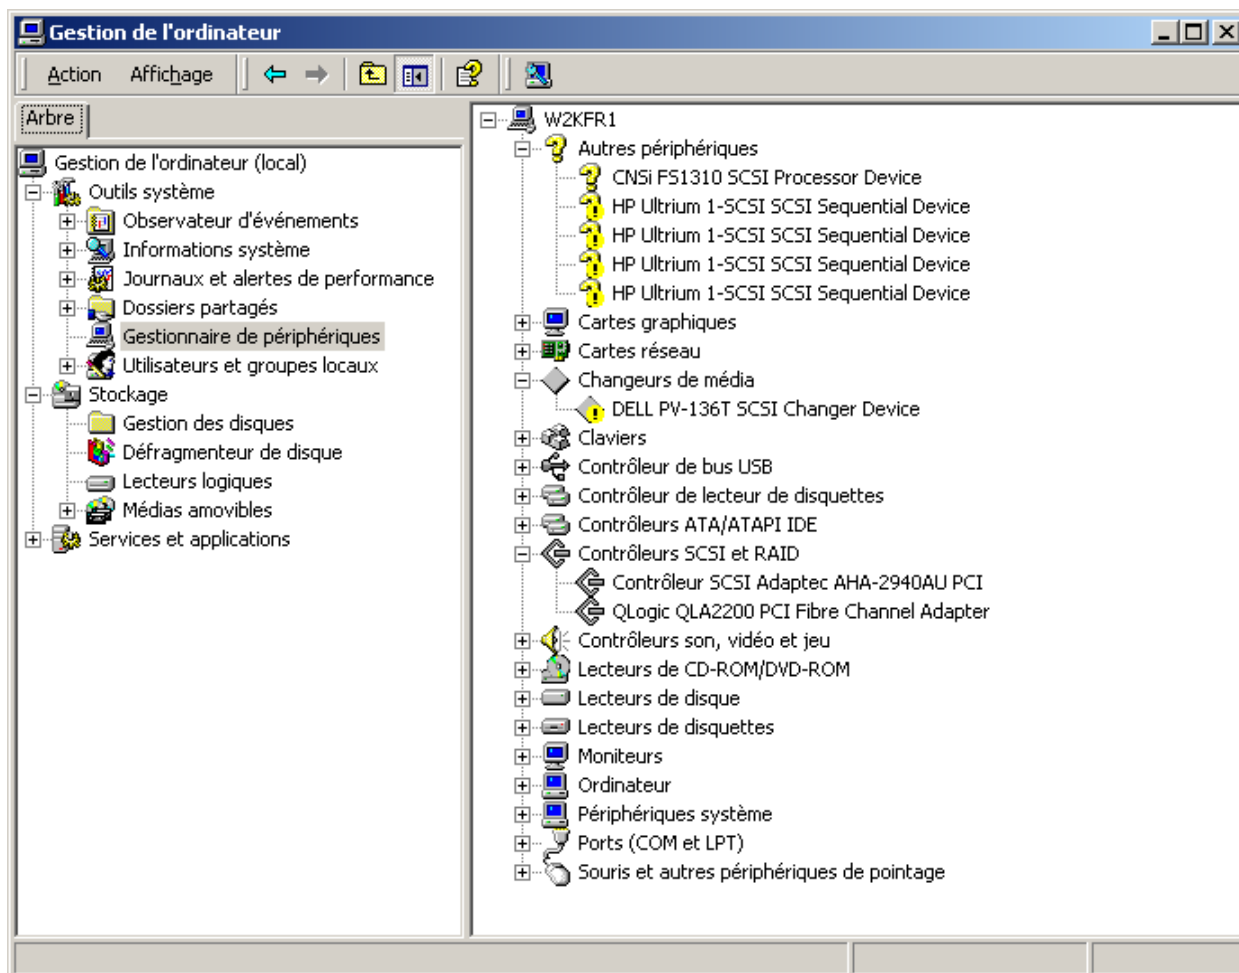 Gestion de l'ordinateur
Action Affichage
Arbre
Gestion de l'ordinateur (local)
Outils système
Observateur d'événements
Informations système
Journaux et alertes de performance
Dossiers partagés
Gestionnaire de périphériques
Utilisateurs et groupes locaux
Stockage
Gestion des disques
Défragmenteur de disque
Lecteurs logiques
Médias amovibles
Services et applications
W2KFR1
Autres périphériques
CNSi FS1310 SCSI Processor Device
HP Ultrium 1-SCSI SCSI Sequential Device
HP Ultrium 1-SCSI SCSI Sequential Device
HP Ultrium 1-SCSI SCSI Sequential Device
HP Ultrium 1-SCSI SCSI Sequential Device
Cartes graphiques
Cartes réseau
Changeurs de média
DELL PV-136T SCSI Changer Device
Claviers
Contrôleur de bus USB
Contrôleur de lecteur de disquettes
Contrôleurs ATA/ATAPI IDE
Contrôleurs SCSI et RAID
Contrôleur SCSI Adaptec AHA-2940AU PCI
QLogic QLA2200 PCI Fibre Channel Adapter
Contrôleurs son, vidéo et jeu
Lecteurs de CD-ROM/DVD-ROM
Lecteurs de disque
Lecteurs de disquettes
Moniteurs
Ordinateur
Périphériques système
Ports (COM et LPT)
Souris et autres périphériques de pointage